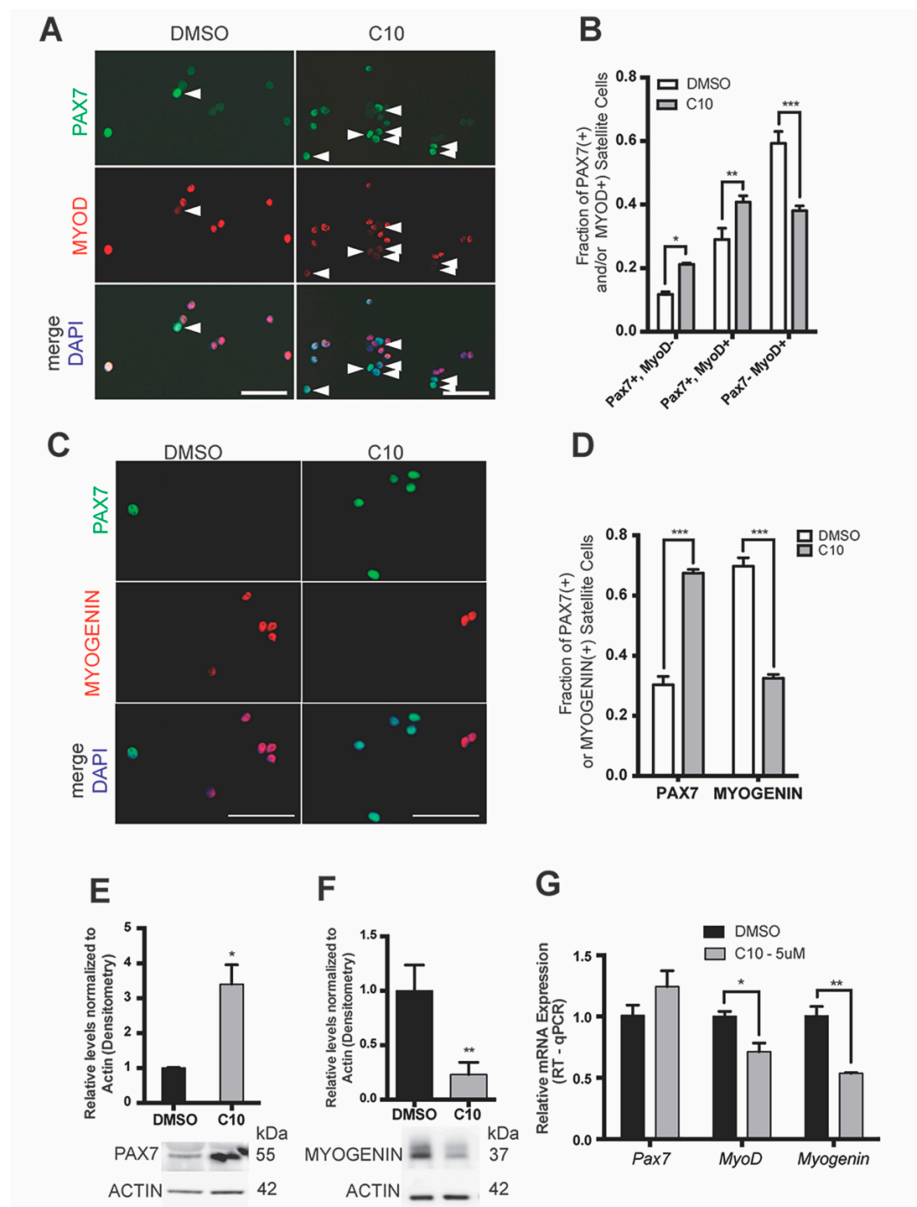 A
DMSO
C10
PAX7
MYOD
merge
DAPI
B
Fraction of PAX7(+)
and/or MYOD+) Satellite Cells
0.8
0.6
0.4
0.2
0.0
DMSO
C10
*
**
***
Pax7+, MyoD-
Pax7+, MyoD+
Pax7- MyoD+
C
DMSO
C10
PAX7
MYOGENIN
merge
DAPI
D
Fraction of PAX7(+)
or MYOGENIN(+) Satellite Cells
0.8
0.6
0.4
0.2
0.0
DMSO
C10
***
***
PAX7
MYOGENIN
E
Relative levels normalized to
Actin (Densitometry)
5
4
3
2
1
0
*
DMSO
C10
kDa
PAX7
55
ACTIN
42
F
Relative levels normalized to
Actin (Densitometry)
1.5
1.0
0.5
0.0
**
DMSO
C10
kDa
MYOGENIN
37
ACTIN
42
G
DMSO
C10 - 5uM
Relative mRNA Expression
(RT - qPCR)
1.5
1.0
0.5
0.0
*
**
Pax7
MyoD
Myogenin